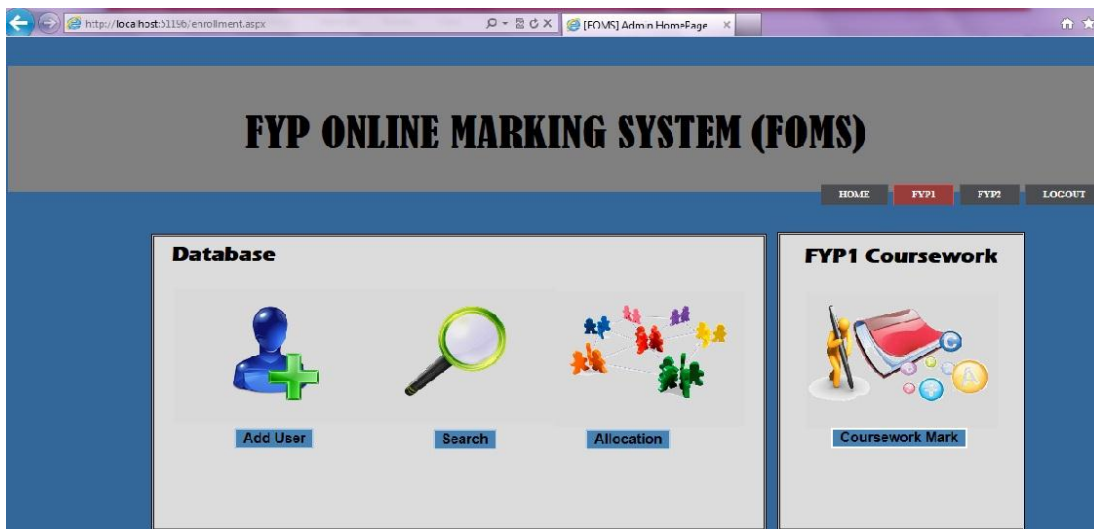 http://localhost:51196/enrollment.aspx
[FOMS] Admin HomePage
FYP ONLINE MARKING SYSTEM (FOMS)
HOME FYP1 FYP2 LOGOUT
Database
FYP1 Coursework
C
A
Add User Search Allocation Coursework Mark